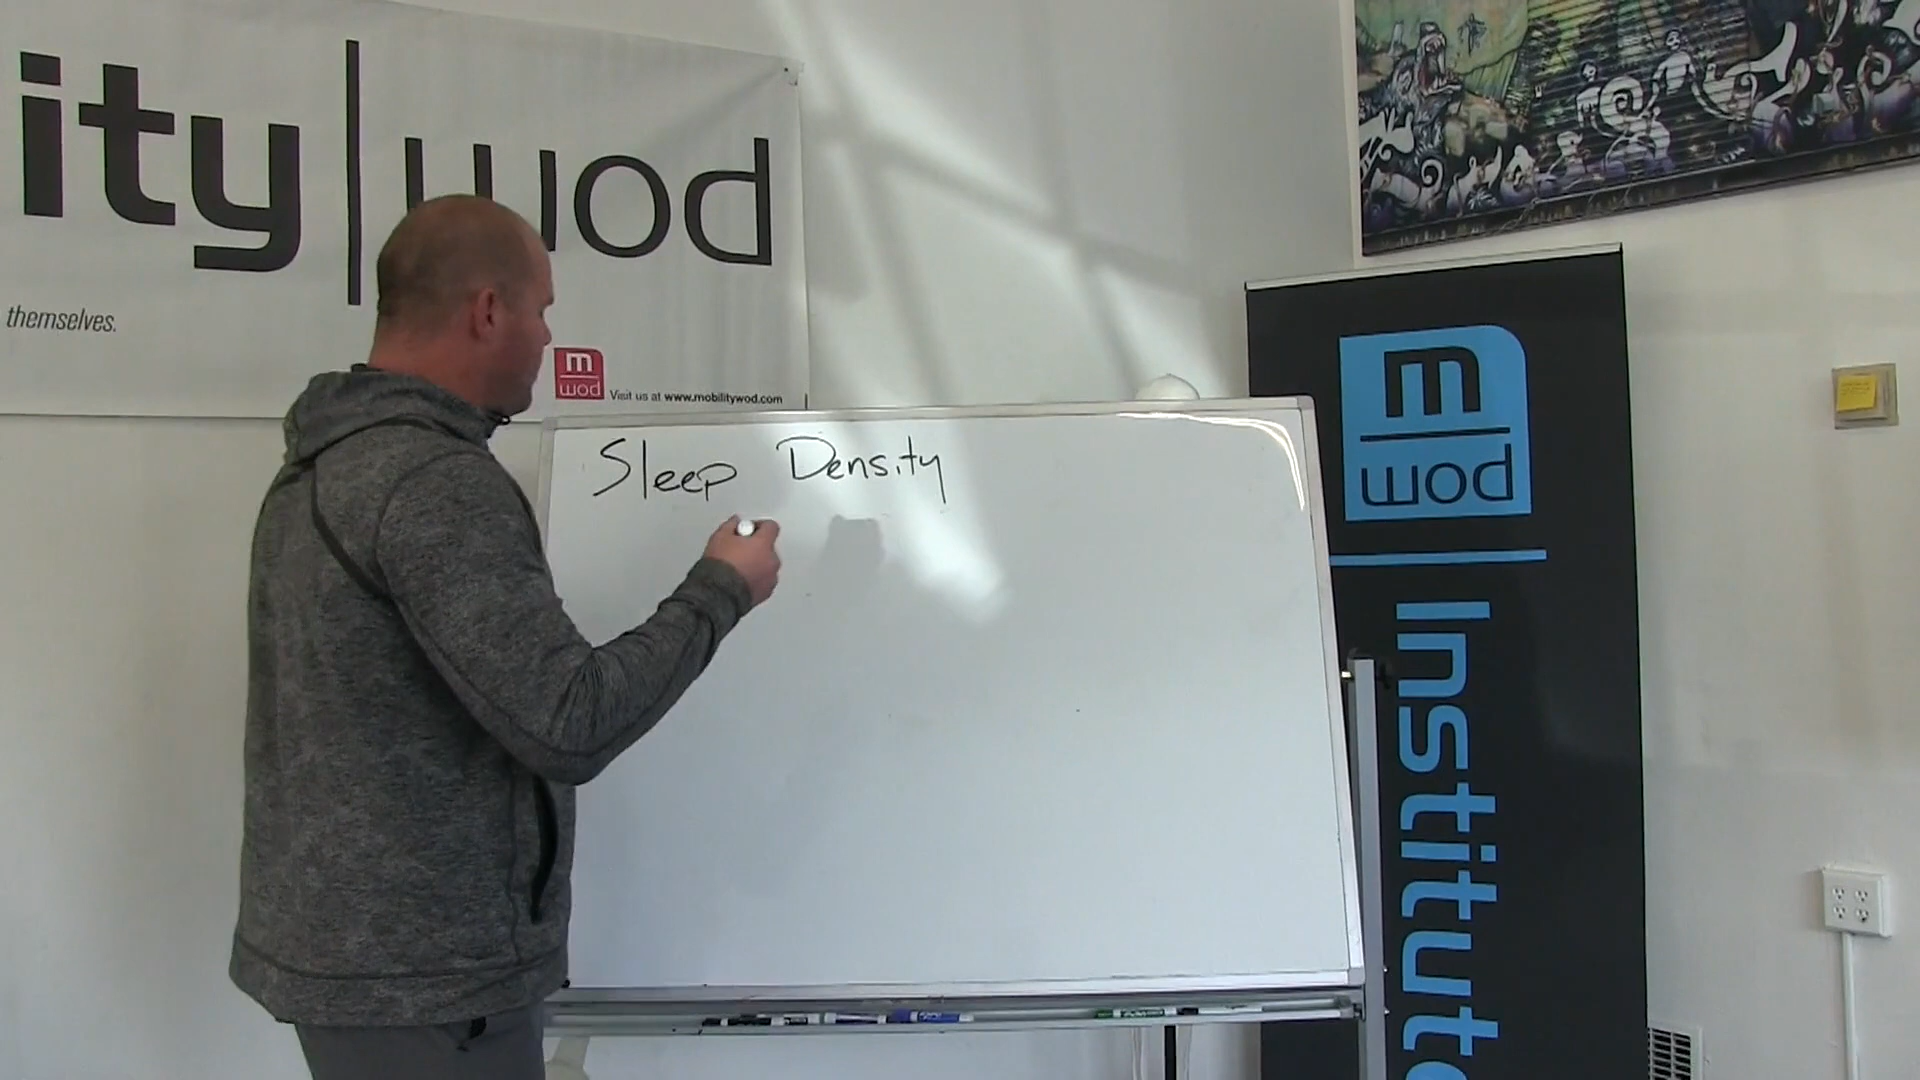 ity|wod
themselves.
m
wod
Visit us at www.mobilitywod.com
Sleep Density
m
wod
| Institute